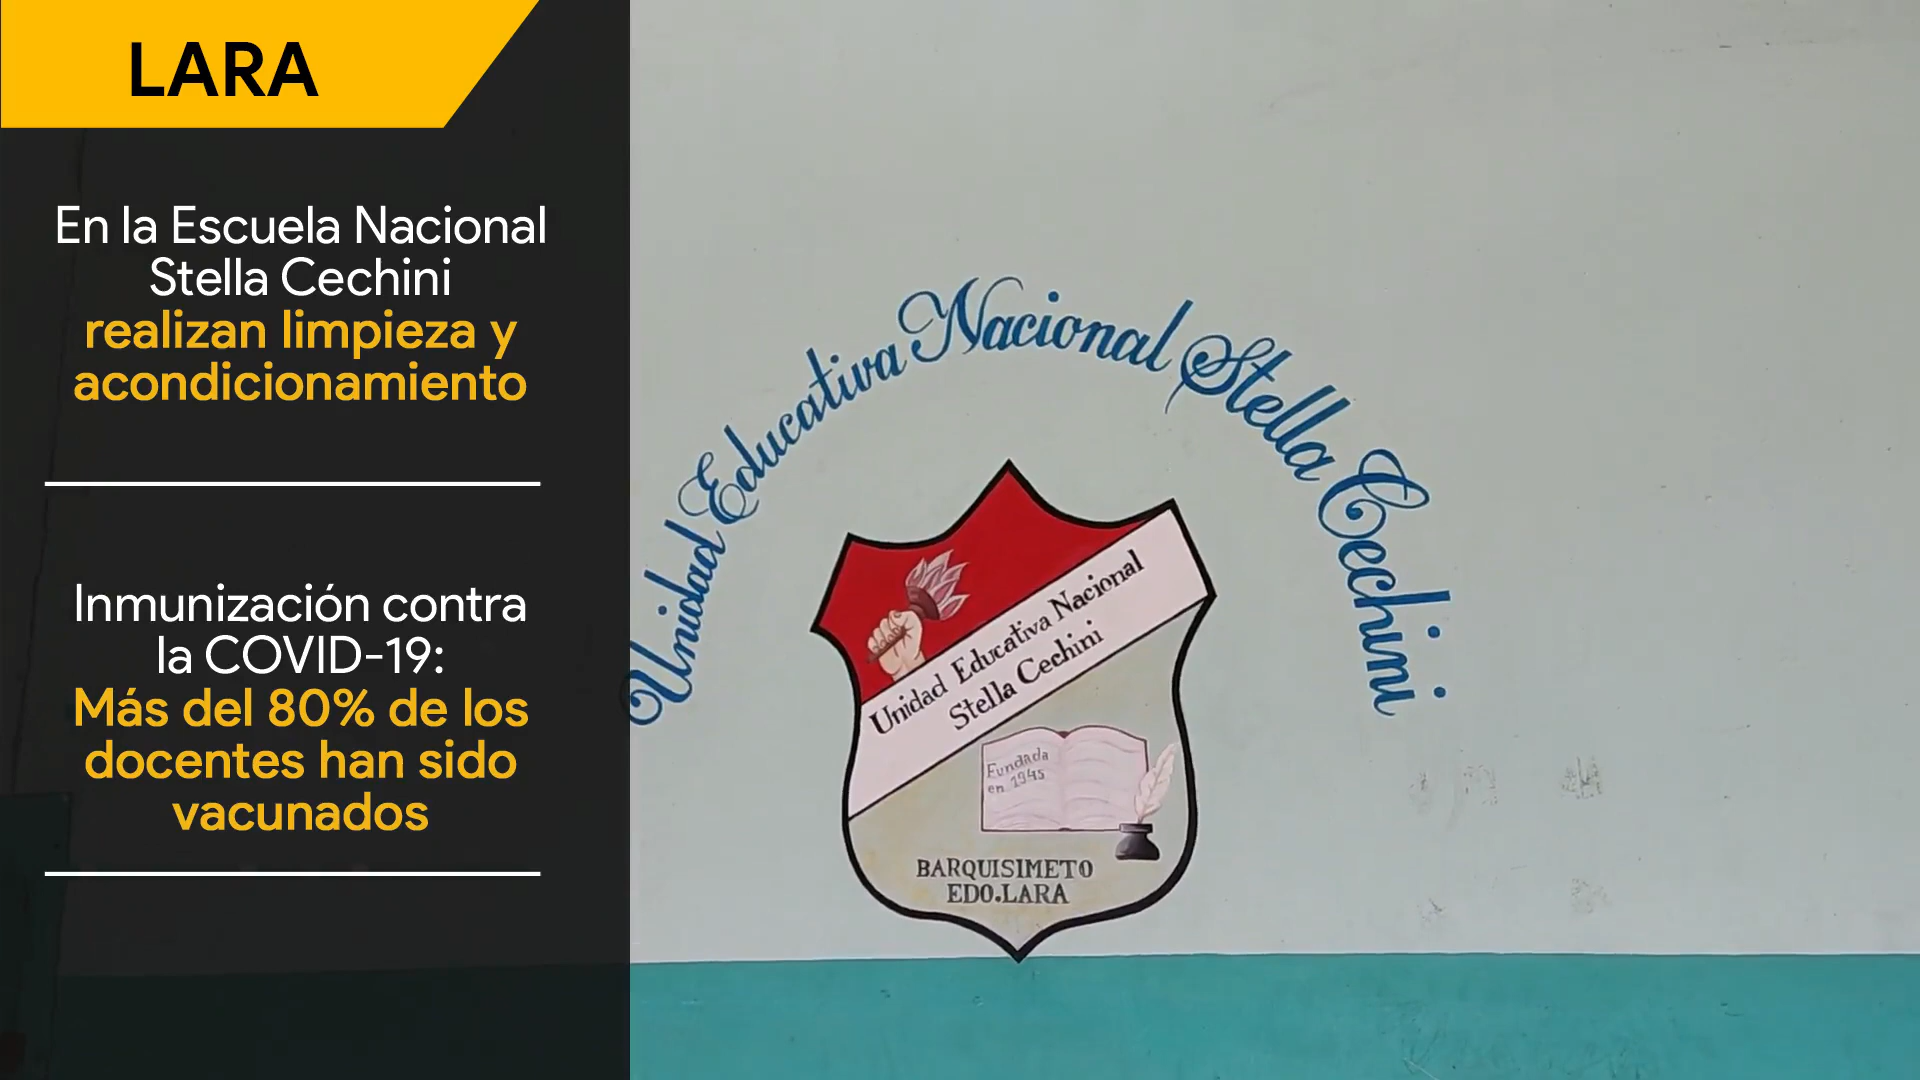 LARA
En la Escuela Nacional
Stella Cechini
realizan limpieza y
acondicionamiento
Inmunización contra
la COVID-19:
Más del 80% de los
docentes han sido
vacunados
Unidad Educativa Nacional Stella Cechini
Unidad Educativa Nacional
Stella Cechini
Fundada
en 1945
BARQUISIMETO
EDO.LARA